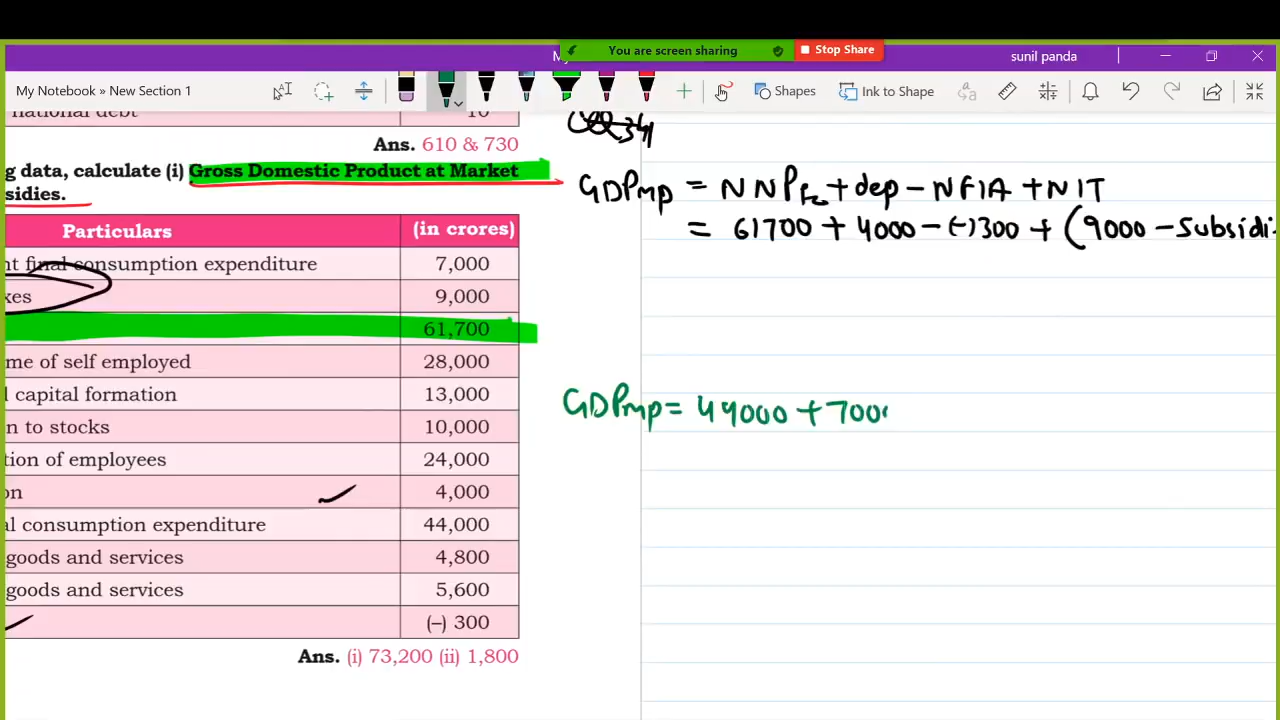 You are screen sharing
Stop Share
My
sunil panda
My Notebook » New Section 1
Shapes
Ink to Share
national debt 10
Ans. 610 & 730
g data, calculate (i) Gross Domestic Product at Market
sidies.
Particulars (in crores)
nt final consumption expenditure 7,000
xes 9,000
61,700
me of self employed 28,000
l capital formation 13,000
n to stocks 10,000
tion of employees 24,000
on 4,000
al consumption expenditure 44,000
goods and services 4,800
goods and services 5,600
(–) 300
Ans. (i) 73,200 (ii) 1,800
GDPmp = NNPFc + dep – NFIA + NIT
= 61700 + 4000 – (–)300 + (9000 – Subsidi
GDPmp = 44000 + 7000